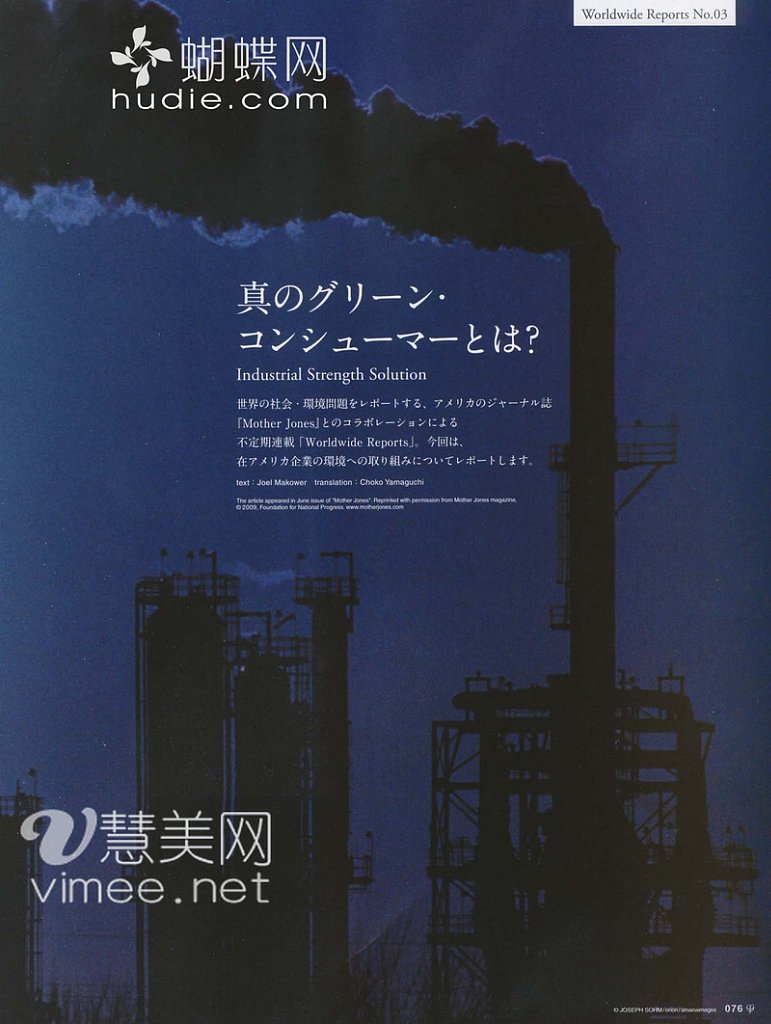 Worldwide Reports No.03
蝴蝶网
hudie.com
真のグリーン・
コンシューマーとは?
Industrial Strength Solution
世界の社会・環境問題をレポートする、アメリカのジャーナル誌
『Mother Jones』とのコラボレーションによる
不定期連載「Worldwide Reports」。今回は、
在アメリカ企業の環境への取り組みについてレポートします。
text : Joel Makower translation : Choko Yamaguchi
The article appeared in June issue of "Mother Jones". Reprinted with permission from Mother Jones magazine,
© 2009, Foundation for National Progress. www.motherjones.com
慧美网
vimee.net
© JOSEPH SOHM/orion/amanaimages 076